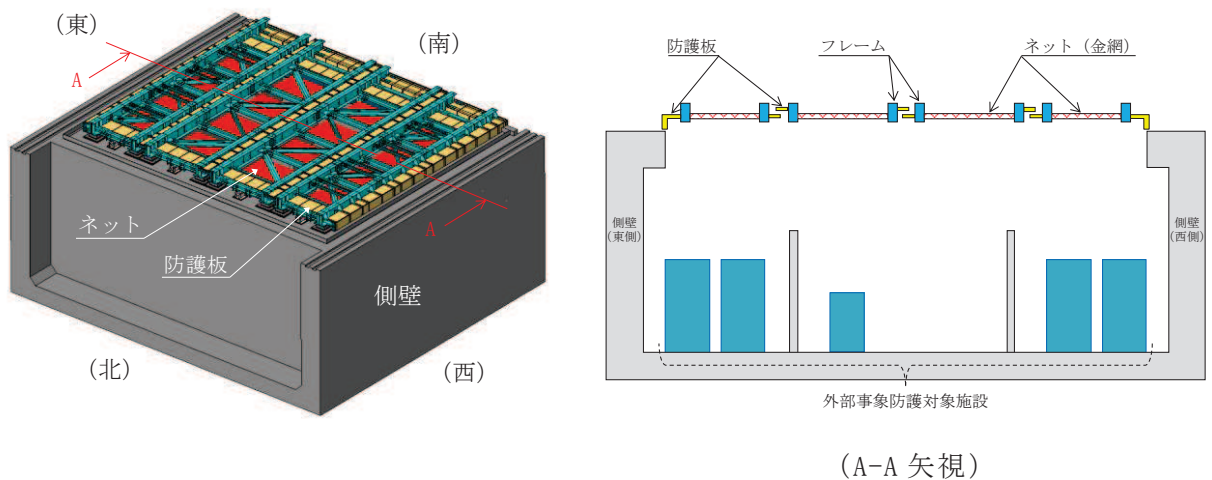 (東)
(南)
A
A
ネット
防護板
側壁
(北)
(西)
防護板
フレーム
ネット(金網)
側壁
(東側)
側壁
(西側)
外部事象防護対象施設
(A-A 矢視)